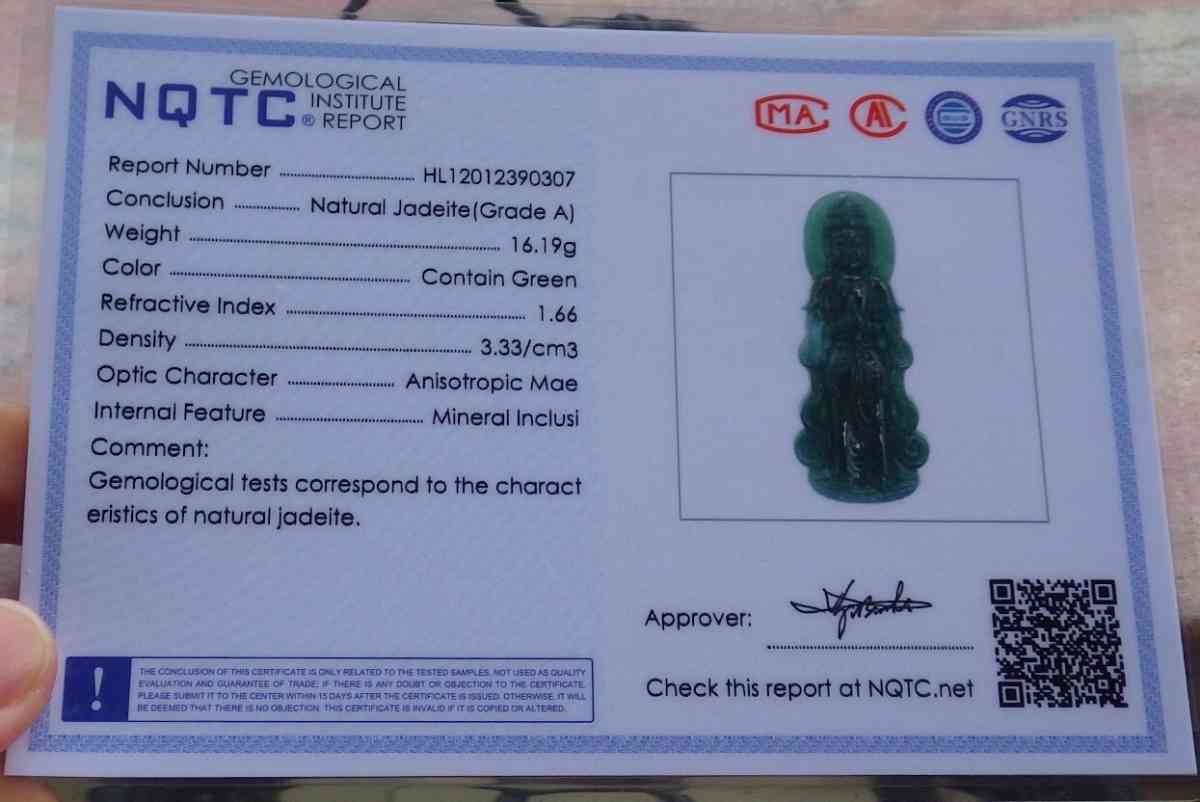 NQTC
GEMOLOGICAL
INSTITUTE
® REPORT
MA
GNRS
Report Number ........................ HL12012390307
Conclusion ............ Natural Jadeite(Grade A)
Weight ........................................ 16.19g
Color ........................................ Contain Green
Refractive Index ........................................ 1.66
Density ........................................ 3.33/cm3
Optic Character .................... Anisotropic Mae
Internal Feature ........................ Mineral Inclusi
Comment:
Gemological tests correspond to the charact
eristics of natural jadeite.
Approver:
Check this report at NQTC.net
!
THE CONCLUSION OF THIS CERTIFICATE IS ONLY RELATED TO THE TESTED SAMPLES, NOT USED AS QUALITY
EVALUATION AND GUARANTEE OF TRADE; IF THERE IS ANY DOUBT OR OBJECTION TO THE CERTIFICATE,
PLEASE SUBMIT IT TO THE CENTER WITHIN 15 DAYS AFTER THE CERTIFICATE IS ISSUED. OTHERWISE, IT WILL
BE DEEMED THAT THERE IS NO OBJECTION. THIS CERTIFICATE IS INVALID IF IT IS COPIED OR ALTERED.